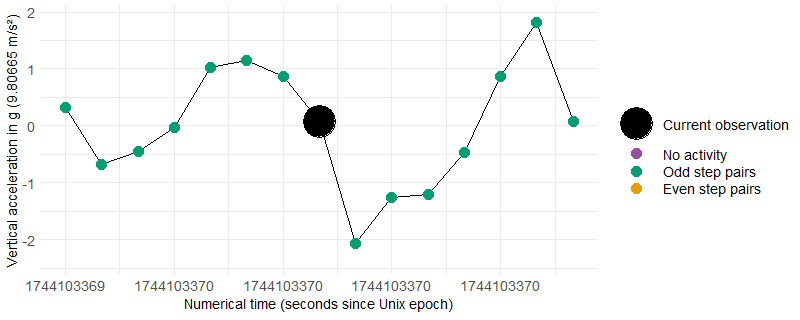 Vertical acceleration in g (9.80665 m/s²)
2
1
0
-1
-2
1744103369 1744103370 1744103370 1744103370 1744103370
Numerical time (seconds since Unix epoch)
Current observation
No activity
Odd step pairs
Even step pairs